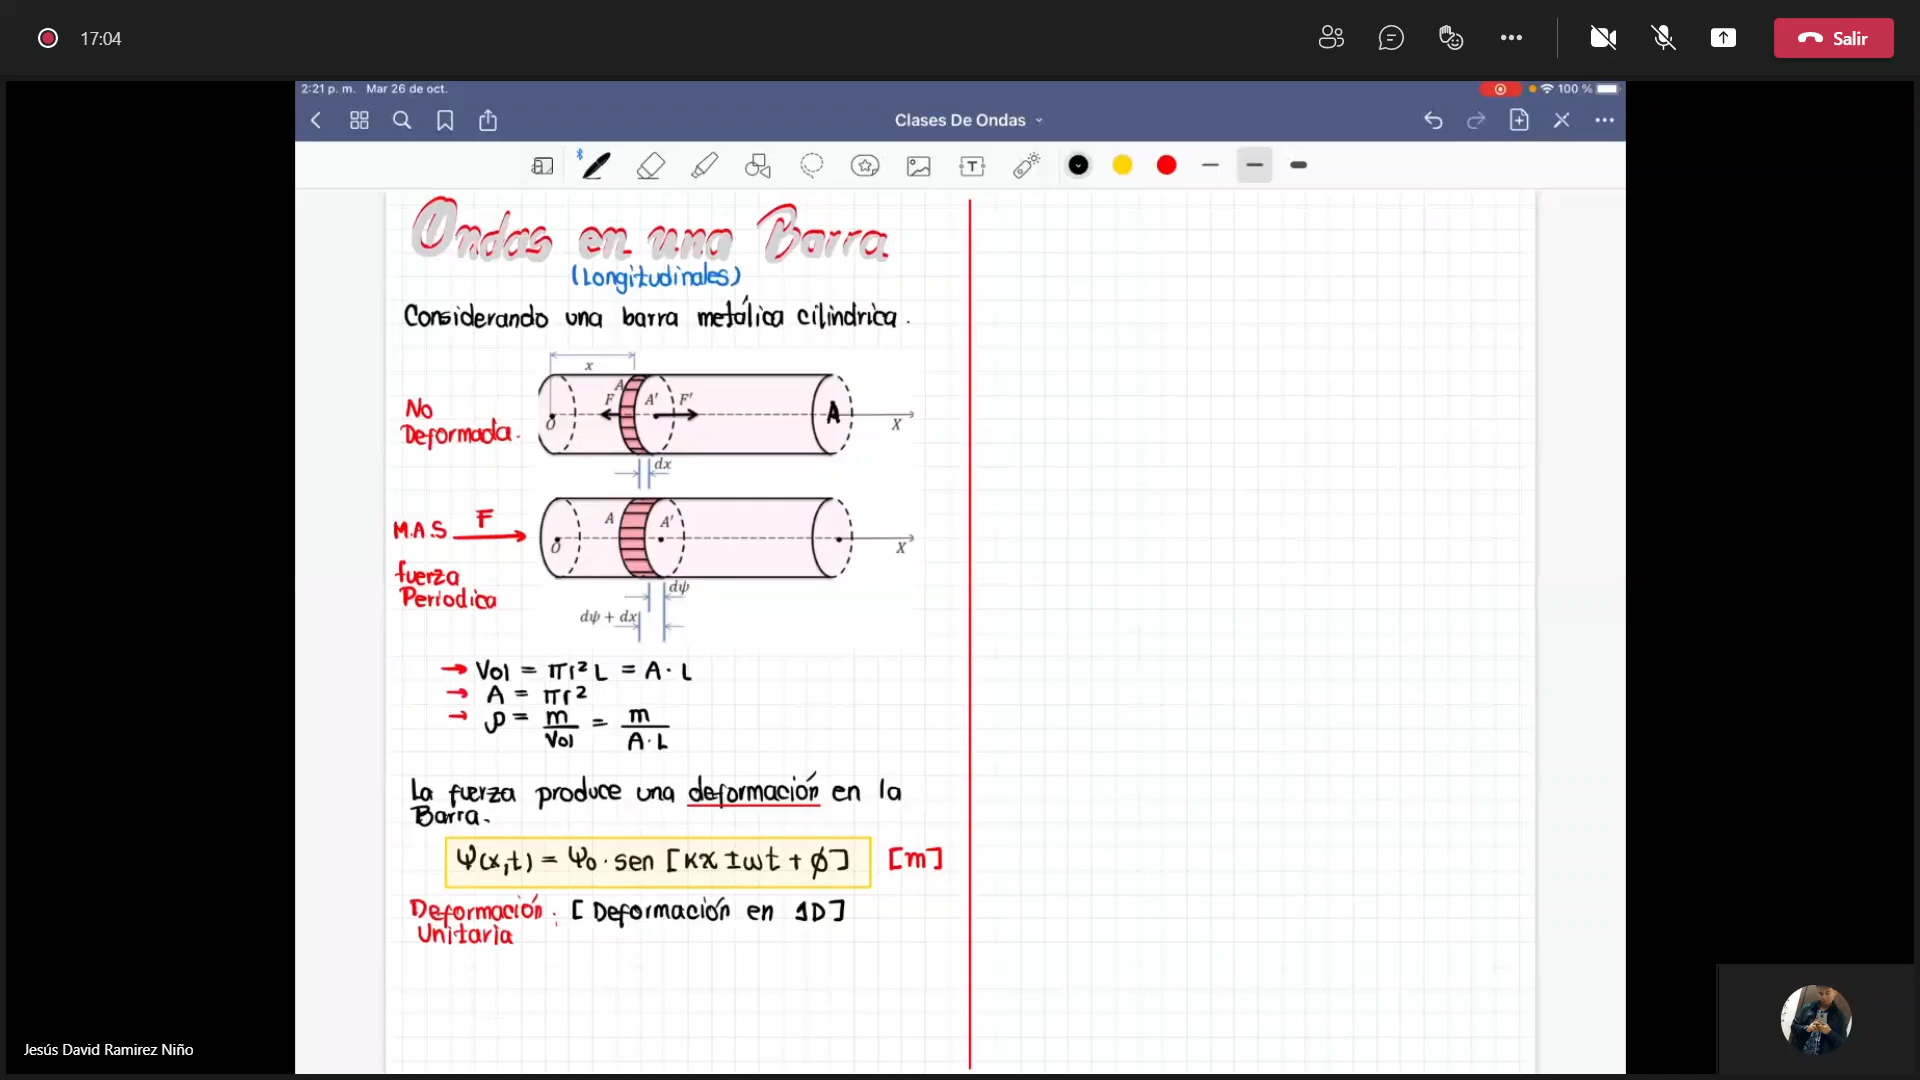 17:04
Salir
2:21 p. m. Mar 26 de oct.
100 %
Clases De Ondas
T
Ondas en una Barra
(Longitudinales)
Considerando una barra metálica cilíndrica.
x
A
F A' F'
No
Deformada.
O
A
X
dx
M.A.S F
A A'
O
X
fuerza
Periodica
dψ
dψ + dx
→ Vol = πr² L = A · L
→ A = πr²
→ ρ = m/Vol = m/A·L
La fuerza produce una deformación en la
Barra.
Ψ(x,t) = Ψ₀ · sen [kx ± ωt + ϕ] [m]
Deformación : [Deformación en 1D]
Unitaria
Jesús David Ramirez Niño